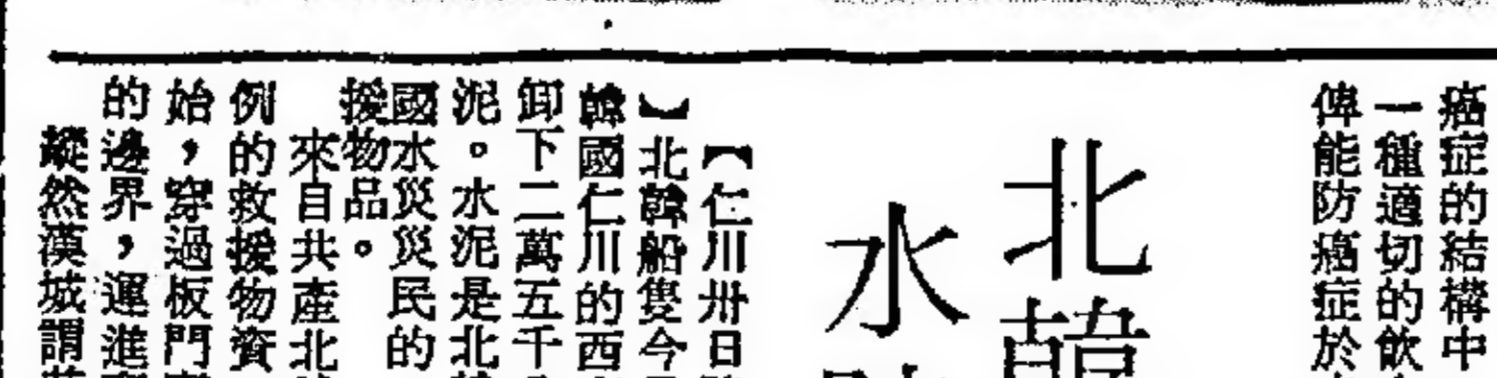 癌症的結構中
一種適切的飲
俾能防癌症於
北韓
水
【仁川卅日
】北韓船隻今
韓國仁川的西
卸下二萬五千
泥。水泥是北
國水災災民的
援物品。
來自共產北
例的救援物資
始，穿過板門
的邊界，運進
縱然漢城謂